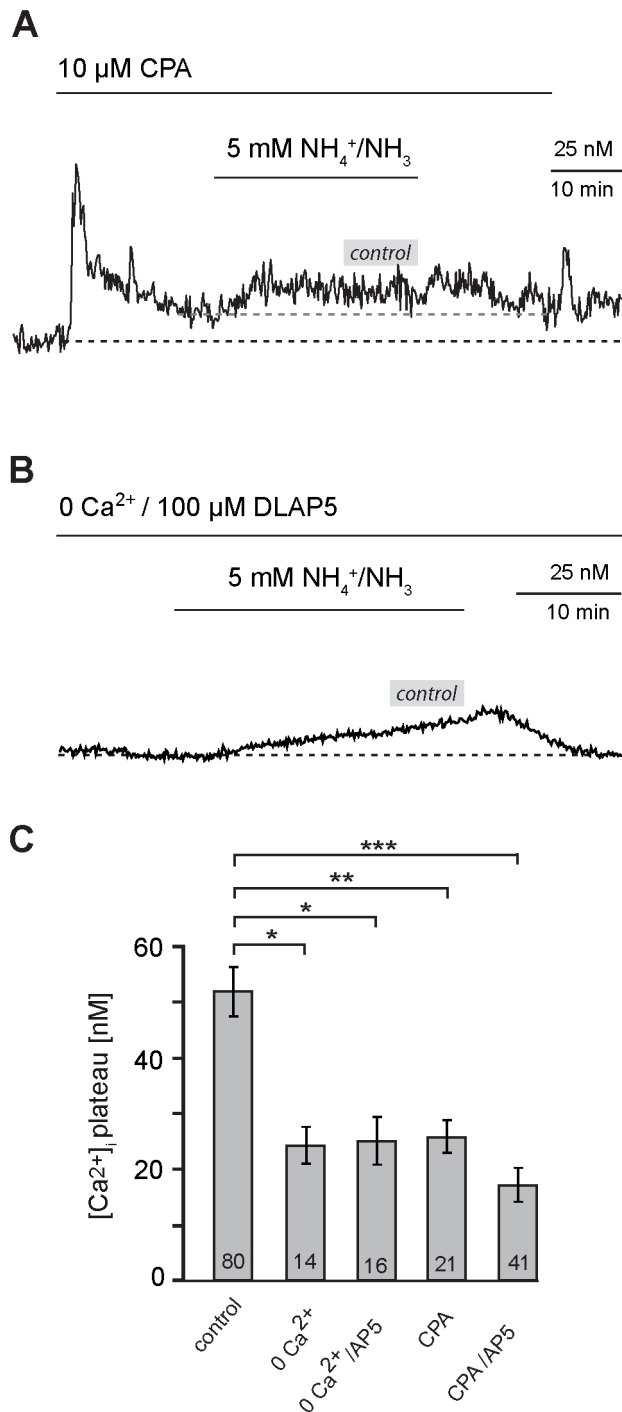 A
10 µM CPA
5 mM NH₄⁺/NH₃
25 nM
10 min
control
B
0 Ca²⁺ / 100 µM DLAP5
5 mM NH₄⁺/NH₃
25 nM
10 min
control
C
***
**
*
*
60
40
20
0
[Ca²⁺]ᵢ plateau [nM]
80 14 16 21 41
control
0 Ca²⁺
0 Ca²⁺/AP5
CPA
CPA /AP5